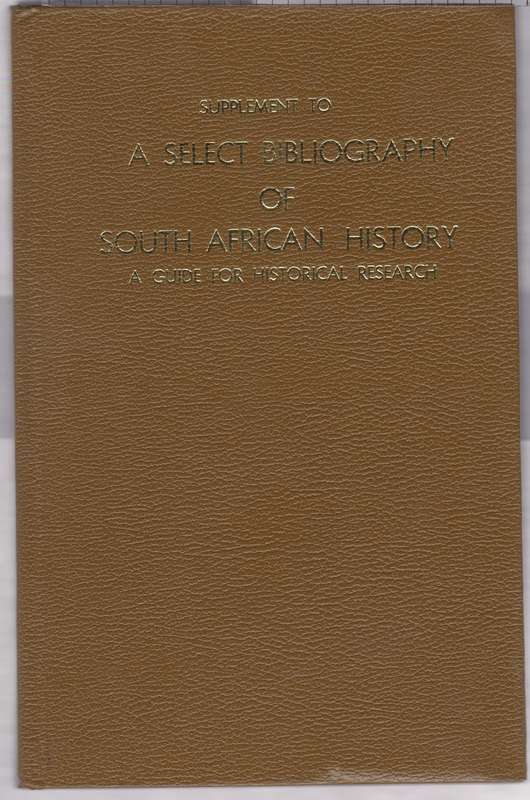 SUPPLEMENT TO
A SELECT BIBLIOGRAPHY
OF
SOUTH AFRICAN HISTORY
A GUIDE FOR HISTORICAL RESEARCH